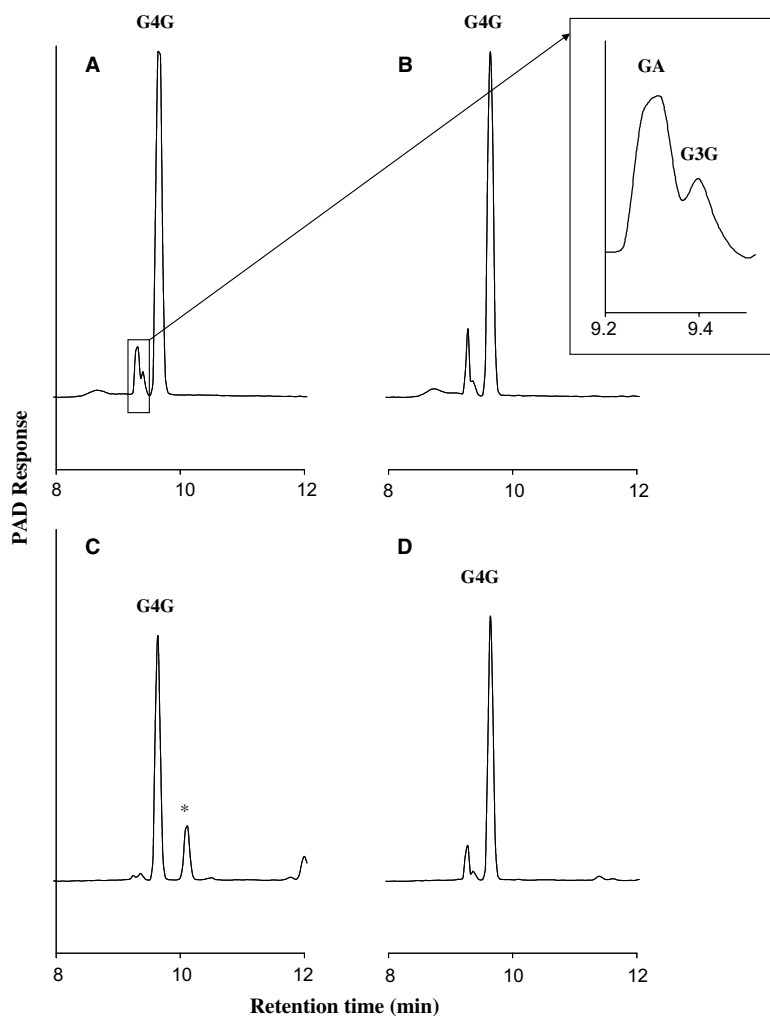 G4G
G4G
A
B
GA
G3G
9.2 9.4
8 10 12
8 10 12
PAD Response
C
D
G4G
G4G
*
8 10 12
8 10 12
Retention time (min)